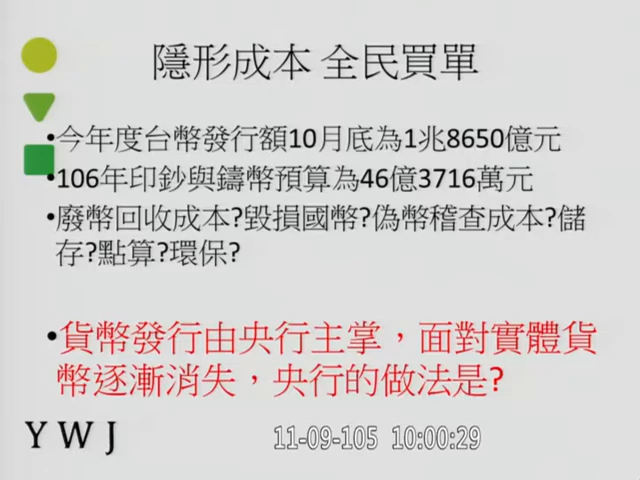 隱形成本 全民買單
•今年度台幣發行額10月底為1兆8650億元
•106年印鈔與鑄幣預算為46億3716萬元
•廢幣回收成本?毀損國幣?偽幣稽查成本?儲
存?點算?環保?
•貨幣發行由央行主掌，面對實體貨
幣逐漸消失，央行的做法是?
Y W J
11-09-105 10:00:29